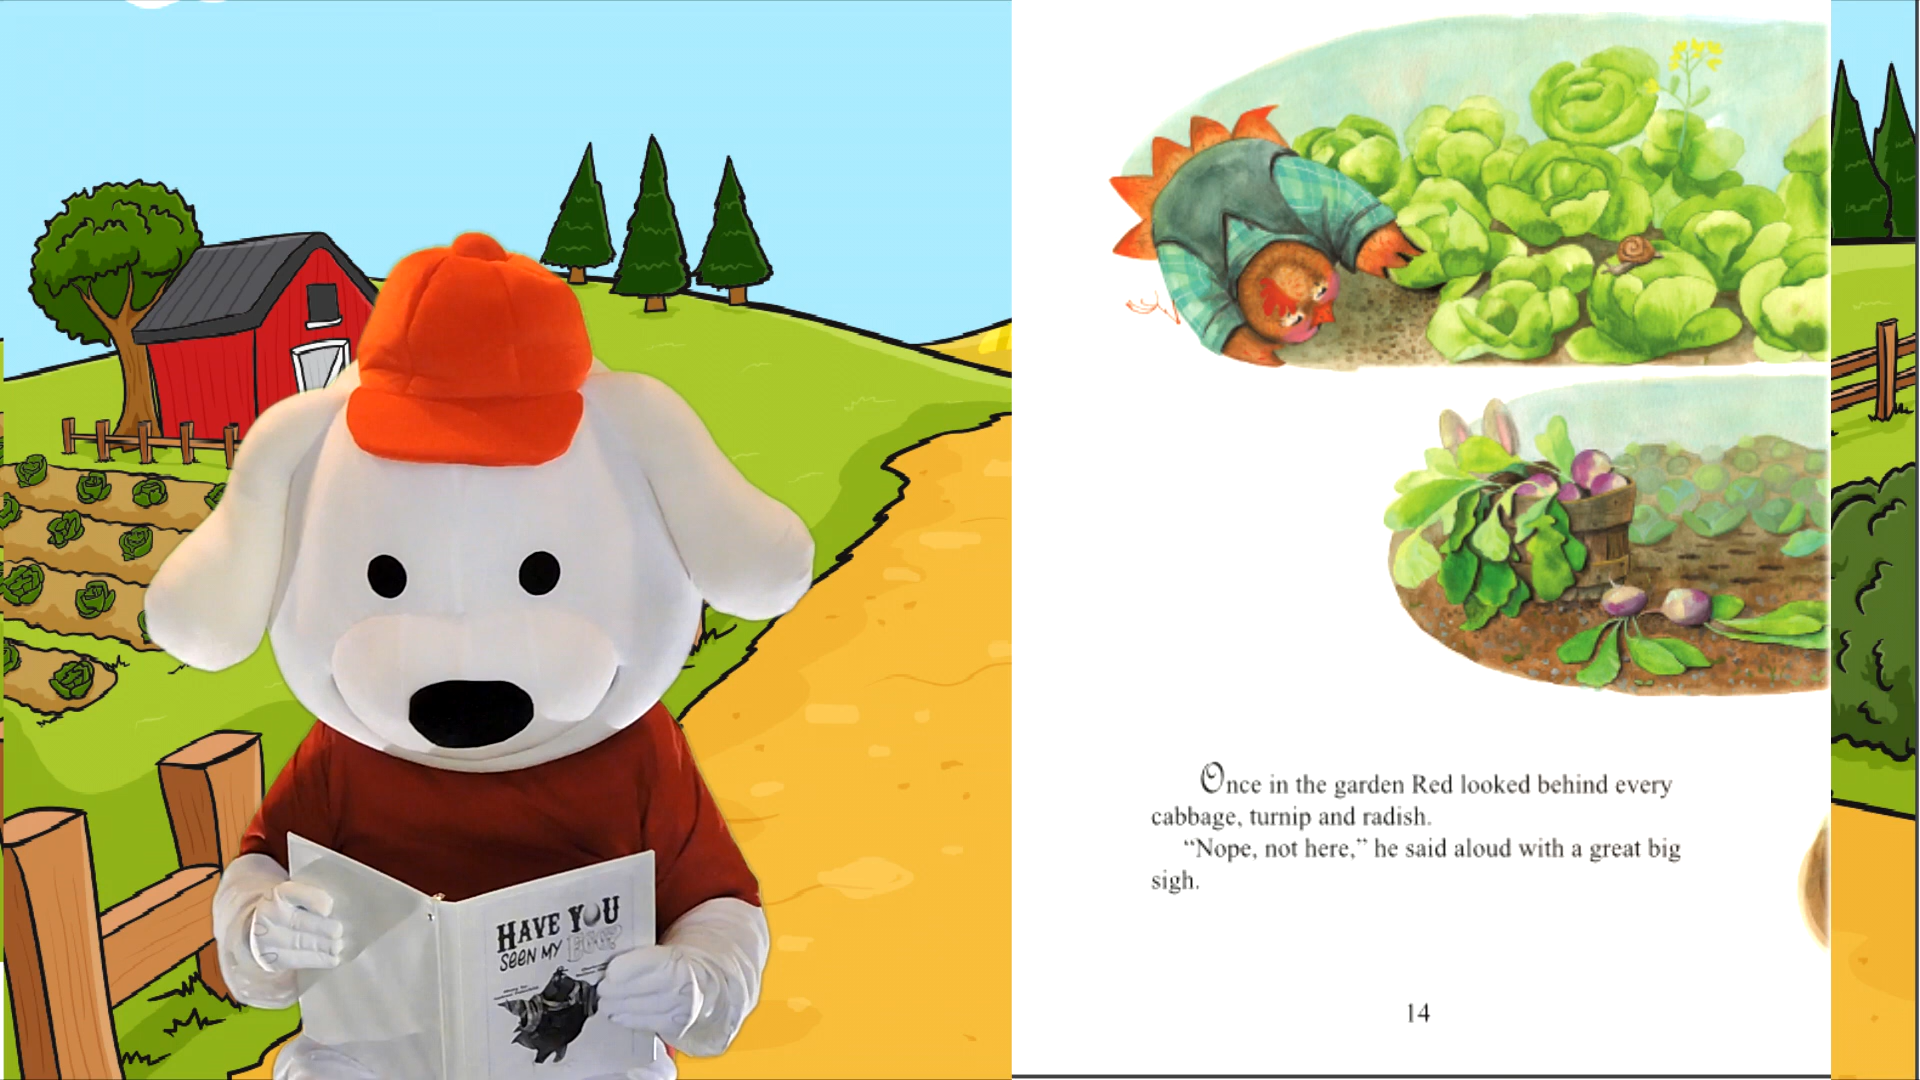 HAVE YOU
SEEN MY EGG?
Once in the garden Red looked behind every
cabbage, turnip and radish.
“Nope, not here,” he said aloud with a great big
sigh.
14